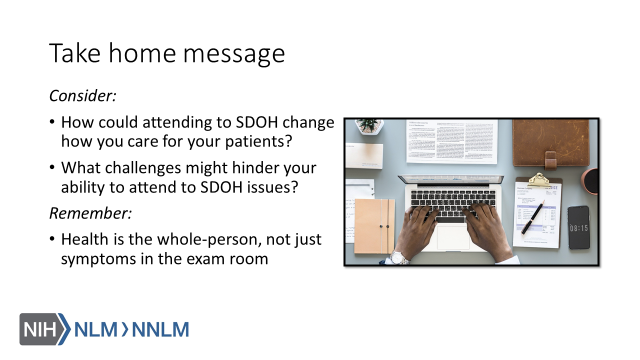 Take home message
Consider:
• How could attending to SDOH change
how you care for your patients?
• What challenges might hinder your
ability to attend to SDOH issues?
Remember:
• Health is the whole-person, not just
symptoms in the exam room
08:15
NIH NLM NNLM